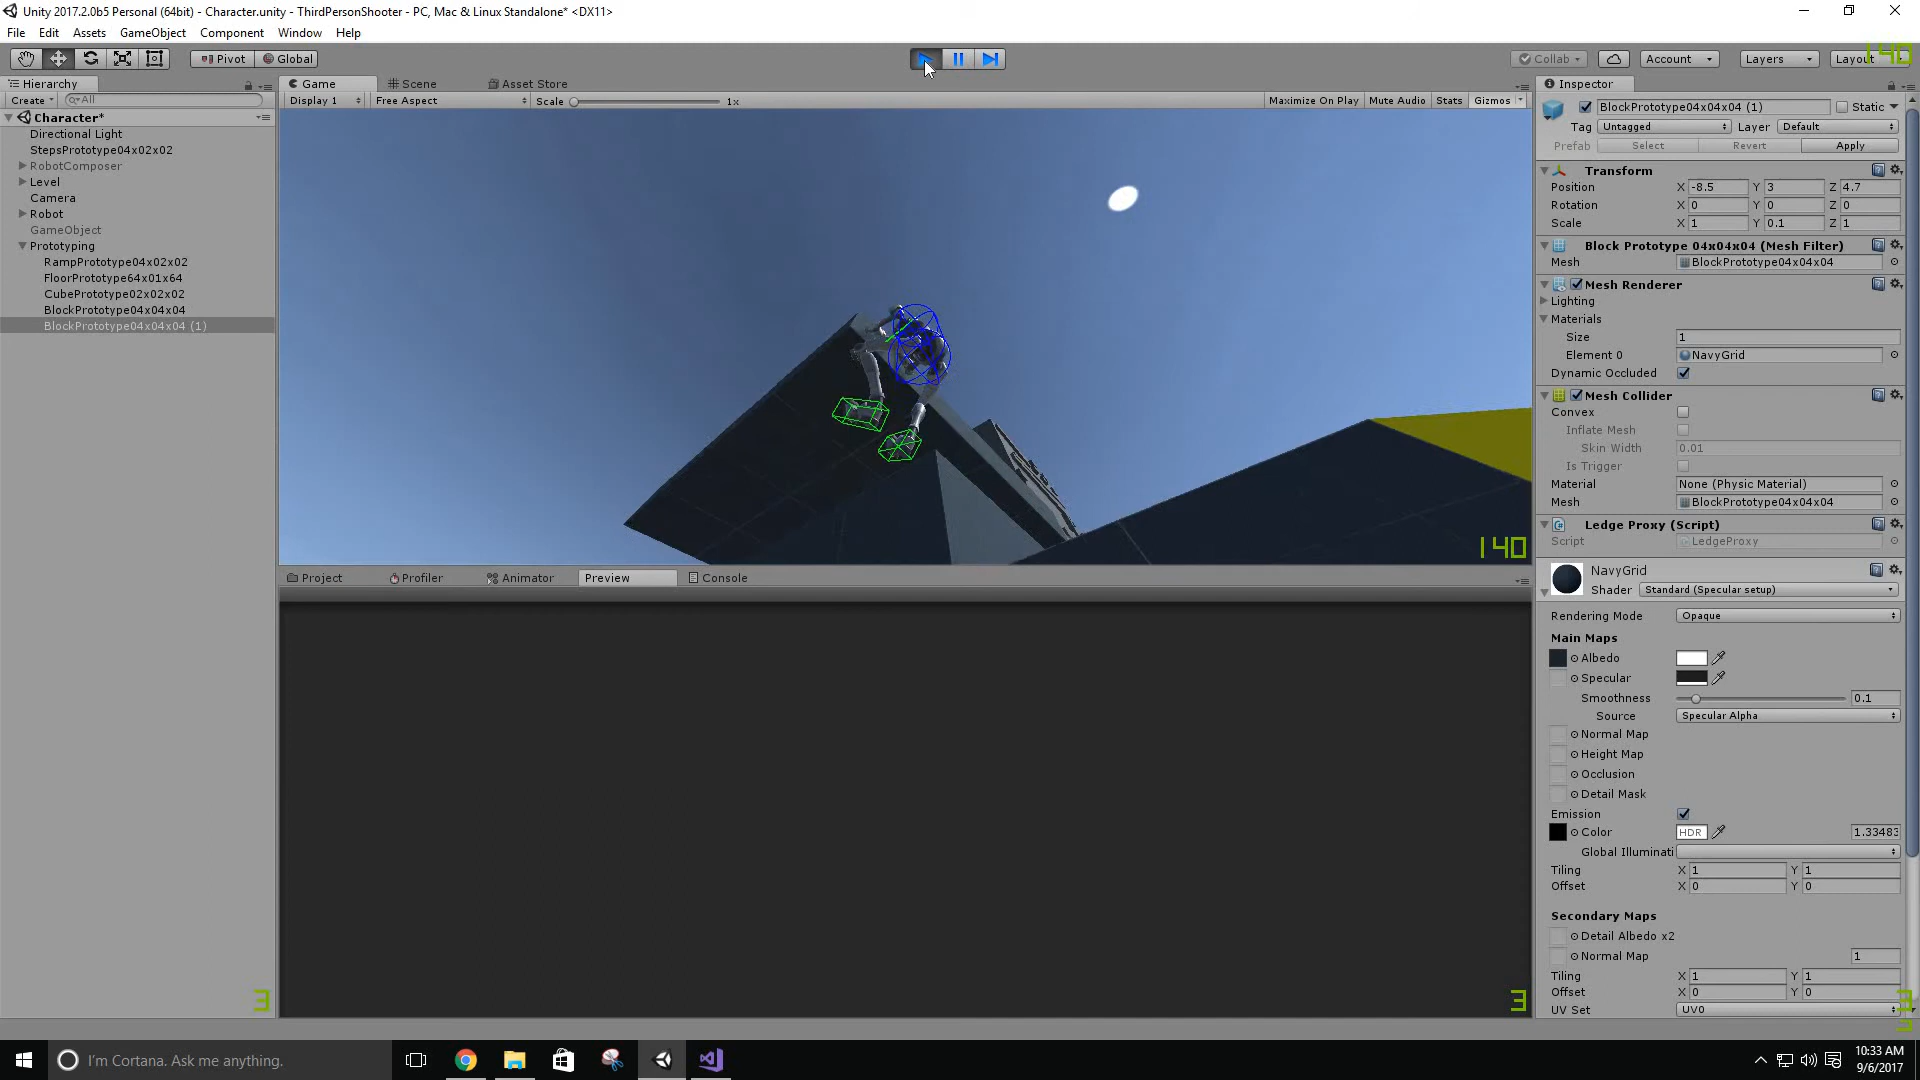 Unity 2017.2.0b5 Personal (64bit) - Character.unity - ThirdPersonShooter - PC, Mac & Linux Standalone* <DX11>
File Edit Assets GameObject Component Window Help
Pivot Global Collab Account Layers Layout
140
Hierarchy
Create All
Character*
Directional Light
StepsPrototype04x02x02
RobotComposer
Level
Camera
Robot
GameObject
Prototyping
RampPrototype04x02x02
FloorPrototype64x01x64
CubePrototype02x02x02
BlockPrototype04x04x04
BlockPrototype04x04x04 (1)
3
Game Scene Asset Store
Display 1 Free Aspect Scale 1x Maximize On Play Mute Audio Stats Gizmos
140
Project Profiler Animator Preview Console
3
Inspector
BlockPrototype04x04x04 (1) Static
Tag Untagged Layer Default
Prefab Select Revert Apply
Transform
Position X -8.5 Y 3 Z 4.7
Rotation X 0 Y 0 Z 0
Scale X 1 Y 0.1 Z 1
Block Prototype 04x04x04 (Mesh Filter)
Mesh BlockPrototype04x04x04
Mesh Renderer
Lighting
Materials
Size 1
Element 0 NavyGrid
Dynamic Occluded
Mesh Collider
Convex
Inflate Mesh
Skin Width 0.01
Is Trigger
Material None (Physic Material)
Mesh BlockPrototype04x04x04
Ledge Proxy (Script)
Script LedgeProxy
NavyGrid
Shader Standard (Specular setup)
Rendering Mode Opaque
Main Maps
Albedo
Specular
Smoothness 0.1
Source Specular Alpha
Normal Map
Height Map
Occlusion
Detail Mask
Emission
Color HDR 1.33483
Global Illuminati
Tiling X 1 Y 1
Offset X 0 Y 0
Secondary Maps
Detail Albedo x2
Normal Map 1
Tiling X 1 Y 1
Offset X 0 Y 0
UV Set UV0
3
I'm Cortana. Ask me anything.
10:33 AM
9/6/2017